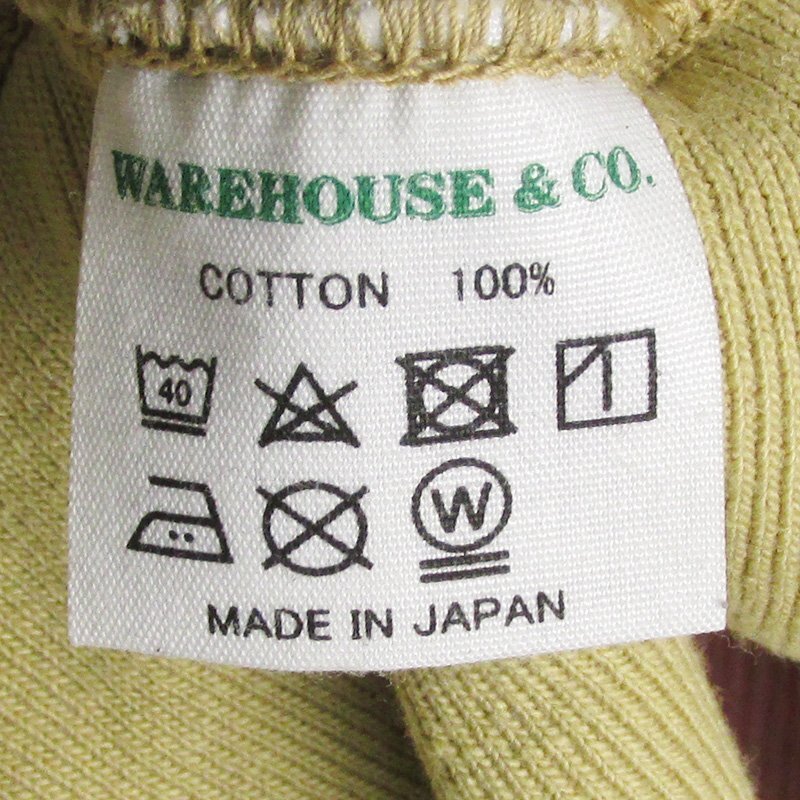 WAREHOUSE & CO.
COTTON 100%
40
W
MADE IN JAPAN